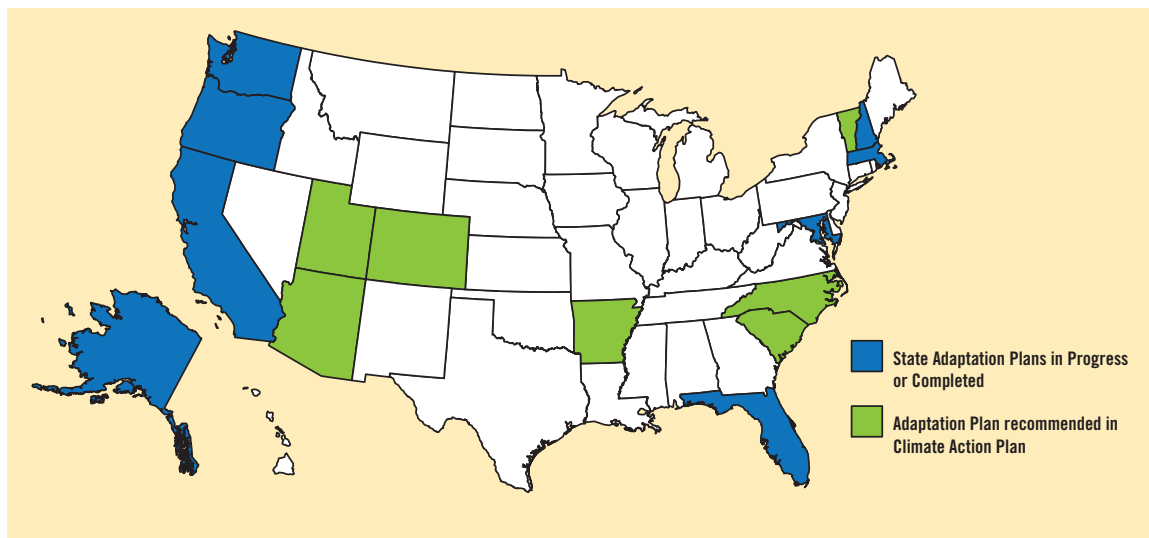 State Adaptation Plans in Progress
or Completed
Adaptation Plan recommended in
Climate Action Plan